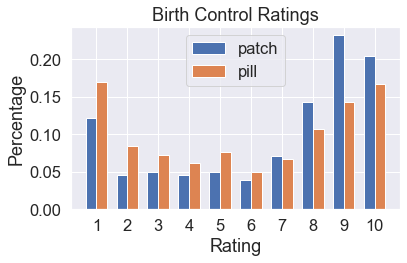 Birth Control Ratings
patch
pill
Percentage
0.20
0.15
0.10
0.05
0.00
1 2 3 4 5 6 7 8 9 10
Rating